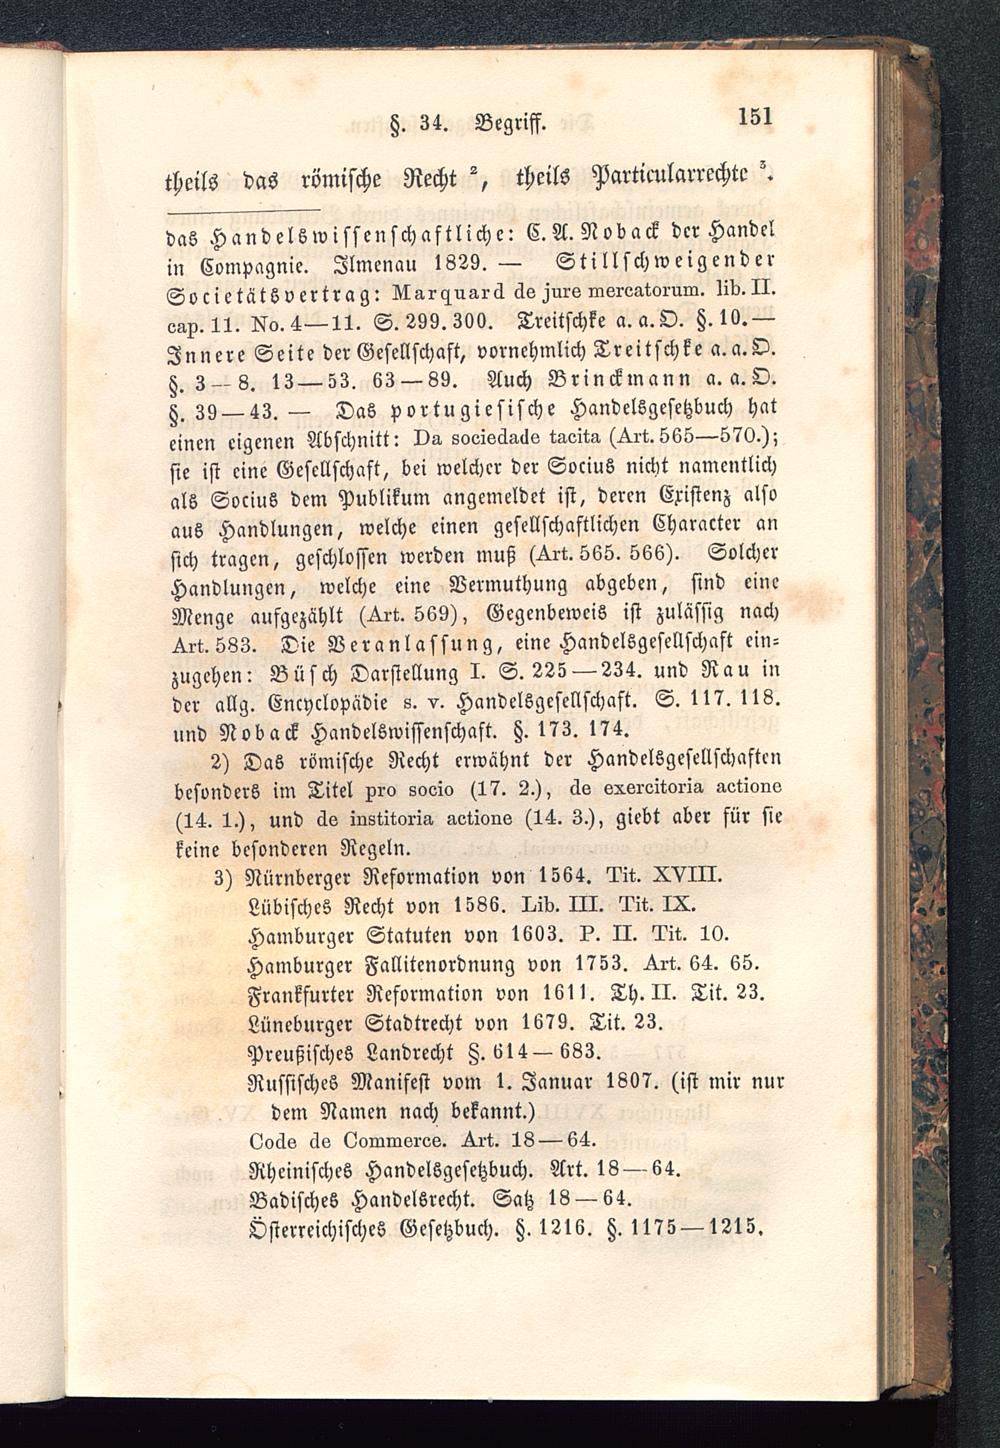 §. 34. Begriff. 151
theils das römische Recht ², theils Particularrechte ³.
das Handelswissenschaftliche: C. A. Noback der Handel
in Compagnie. Ilmenau 1829. — Stillschweigender
Societätsvertrag: Marquard de jure mercatorum. lib. II.
cap. 11. No. 4—11. S. 299. 300. Treitschke a. a. O. §. 10. —
Innere Seite der Gesellschaft, vornehmlich Treitschke a. a. O.
§. 3 — 8. 13 — 53. 63 — 89. Auch Brinckmann a. a. O.
§. 39 — 43. — Das portugiesische Handelsgesetzbuch hat
einen eigenen Abschnitt: Da sociedade tacita (Art. 565—570.);
sie ist eine Gesellschaft, bei welcher der Socius nicht namentlich
als Socius dem Publikum angemeldet ist, deren Existenz also
aus Handlungen, welche einen gesellschaftlichen Character an
sich tragen, geschlossen werden muß (Art. 565. 566). Solcher
Handlungen, welche eine Vermuthung abgeben, sind eine
Menge aufgezählt (Art. 569), Gegenbeweis ist zulässig nach
Art. 583. Die Veranlassung, eine Handelsgesellschaft ein-
zugehen: Büsch Darstellung I. S. 225 — 234. und Rau in
der allg. Encyclopädie s. v. Handelsgesellschaft. S. 117. 118.
und Noback Handelswissenschaft. §. 173. 174.
2) Das römische Recht erwähnt der Handelsgesellschaften
besonders im Titel pro socio (17. 2.), de exercitoria actione
(14. 1.), und de institoria actione (14. 3.), giebt aber für sie
keine besonderen Regeln.
3) Nürnberger Reformation von 1564. Tit. XVIII.
Lübisches Recht von 1586. Lib. III. Tit. IX.
Hamburger Statuten von 1603. P. II. Tit. 10.
Hamburger Fallitenordnung von 1753. Art. 64. 65.
Frankfurter Reformation von 1611. Th. II. Tit. 23.
Lüneburger Stadtrecht von 1679. Tit. 23.
Preußisches Landrecht §. 614 — 683.
Russisches Manifest vom 1. Januar 1807. (ist mir nur
dem Namen nach bekannt.)
Code de Commerce. Art. 18 — 64.
Rheinisches Handelsgesetzbuch. Art. 18 — 64.
Badisches Handelsrecht. Satz 18 — 64.
Österreichisches Gesetzbuch. §. 1216. §. 1175 — 1215.